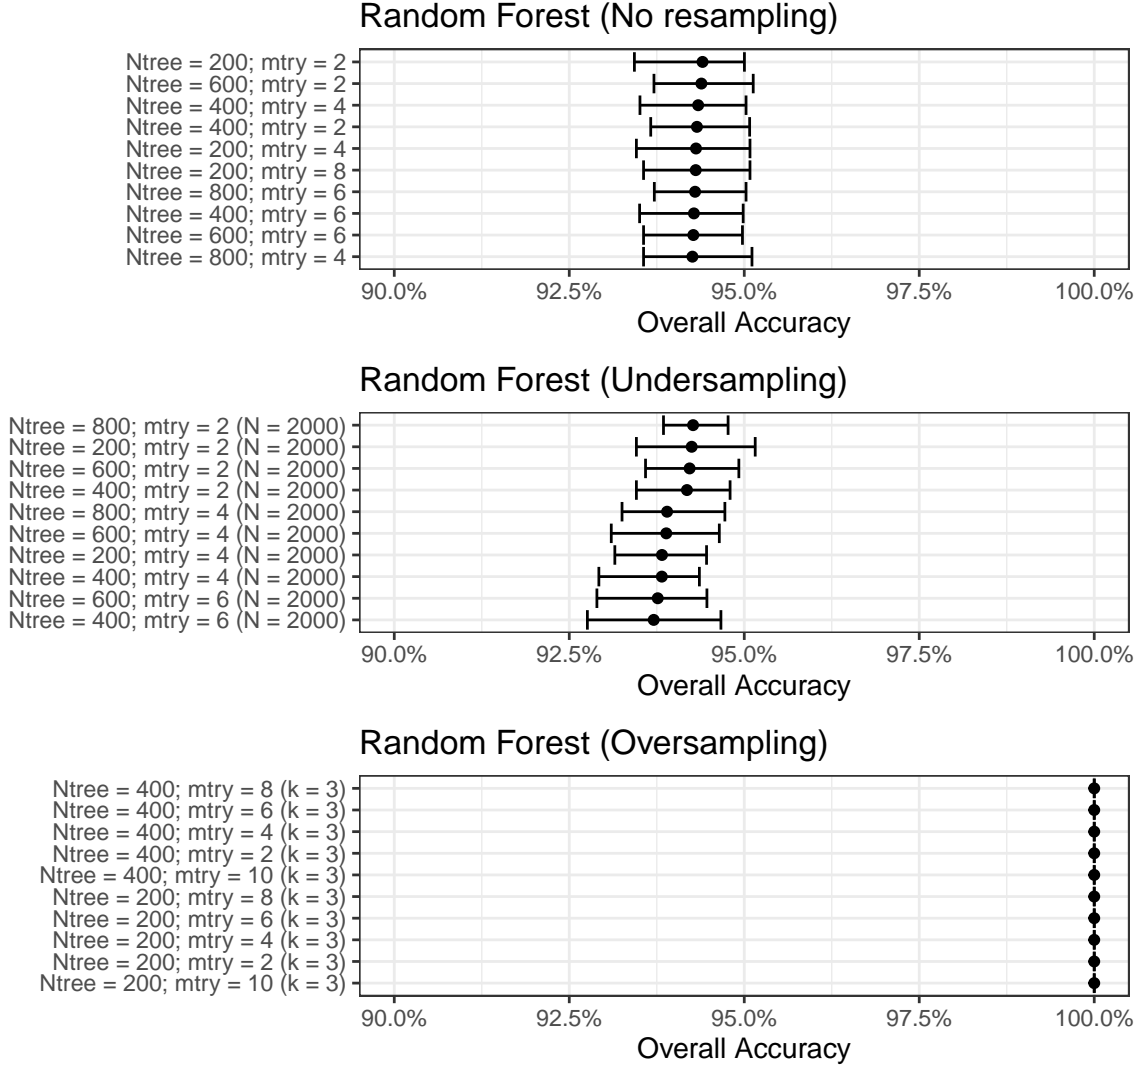 Random Forest (No resampling)
Ntree = 200; mtry = 2
Ntree = 600; mtry = 2
Ntree = 400; mtry = 4
Ntree = 400; mtry = 2
Ntree = 200; mtry = 4
Ntree = 200; mtry = 8
Ntree = 800; mtry = 6
Ntree = 400; mtry = 6
Ntree = 600; mtry = 6
Ntree = 800; mtry = 4
90.0% 92.5% 95.0% 97.5% 100.0%
Overall Accuracy
Random Forest (Undersampling)
Ntree = 800; mtry = 2 (N = 2000)
Ntree = 200; mtry = 2 (N = 2000)
Ntree = 600; mtry = 2 (N = 2000)
Ntree = 400; mtry = 2 (N = 2000)
Ntree = 800; mtry = 4 (N = 2000)
Ntree = 600; mtry = 4 (N = 2000)
Ntree = 200; mtry = 4 (N = 2000)
Ntree = 400; mtry = 4 (N = 2000)
Ntree = 600; mtry = 6 (N = 2000)
Ntree = 400; mtry = 6 (N = 2000)
90.0% 92.5% 95.0% 97.5% 100.0%
Overall Accuracy
Random Forest (Oversampling)
Ntree = 400; mtry = 8 (k = 3)
Ntree = 400; mtry = 6 (k = 3)
Ntree = 400; mtry = 4 (k = 3)
Ntree = 400; mtry = 2 (k = 3)
Ntree = 400; mtry = 10 (k = 3)
Ntree = 200; mtry = 8 (k = 3)
Ntree = 200; mtry = 6 (k = 3)
Ntree = 200; mtry = 4 (k = 3)
Ntree = 200; mtry = 2 (k = 3)
Ntree = 200; mtry = 10 (k = 3)
90.0% 92.5% 95.0% 97.5% 100.0%
Overall Accuracy